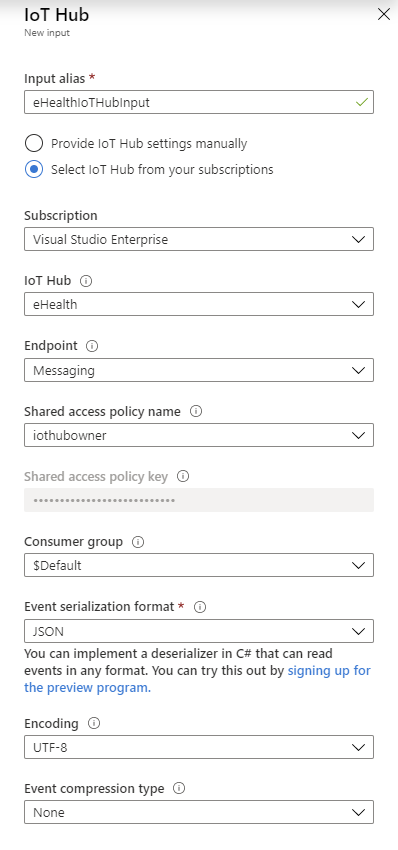 IoT Hub
New input
Input alias *
eHealthIoTHubInput
Provide IoT Hub settings manually
Select IoT Hub from your subscriptions
Subscription
Visual Studio Enterprise
IoT Hub
eHealth
Endpoint
Messaging
Shared access policy name
iothubowner
Shared access policy key
•••••••••••••••••••••••••••
Consumer group
$Default
Event serialization format *
JSON
You can implement a deserializer in C# that can read
events in any format. You can try this out by signing up for
the preview program.
Encoding
UTF-8
Event compression type
None